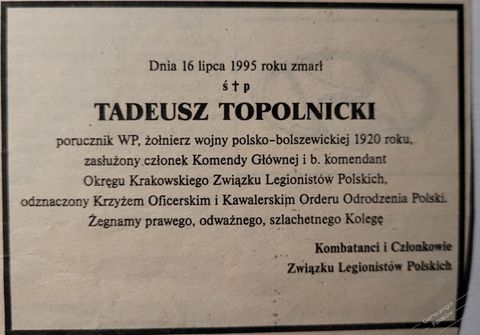 Dnia 16 lipca 1995 roku zmarł
ś † p
TADEUSZ TOPOLNICKI
porucznik WP, żołnierz wojny polsko-bolszewickiej 1920 roku,
zasłużony członek Komendy Głównej i b. komendant
Okręgu Krakowskiego Związku Legionistów Polskich,
odznaczony Krzyżem Oficerskim i Kawalerskim Orderu Odrodzenia Polski.
Żegnamy prawego, odważnego, szlachetnego Kolegę
Kombatanci i Członkowie
Związku Legionistów Polskich